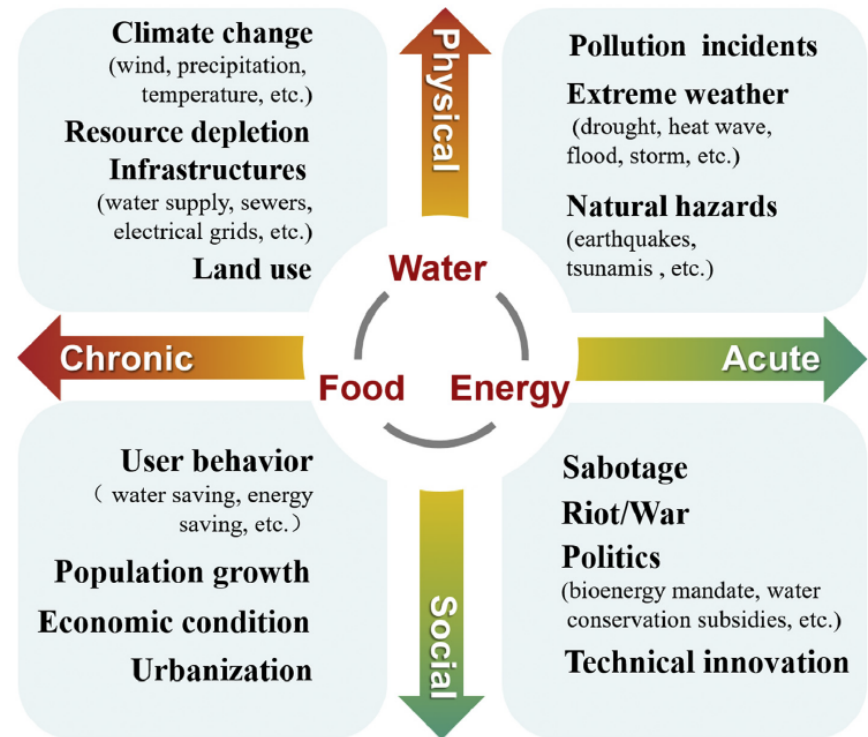 Climate change
(wind, precipitation,
temperature, etc.)
Resource depletion
Infrastructures
(water supply, sewers,
electrical grids, etc.)
Land use
Physical
Pollution incidents
Extreme weather
(drought, heat wave,
flood, storm, etc.)
Natural hazards
(earthquakes,
tsunamis , etc.)
Water
Chronic
Food
Energy
Acute
User behavior
（ water saving, energy
saving, etc.）
Population growth
Economic condition
Urbanization
Social
Sabotage
Riot/War
Politics
(bioenergy mandate, water
conservation subsidies, etc.)
Technical innovation